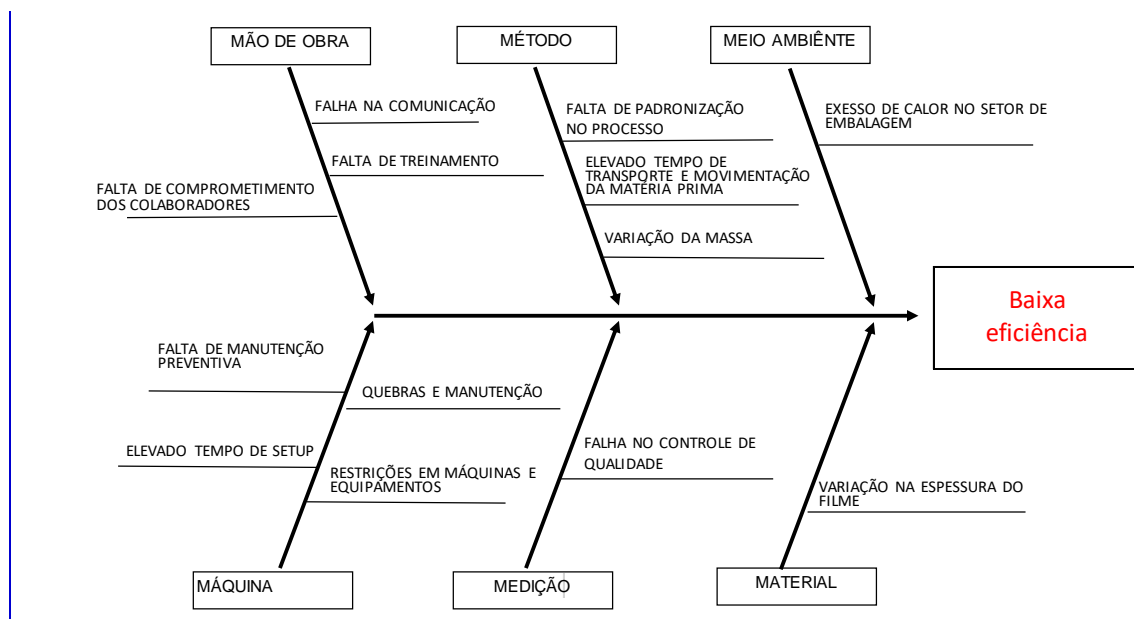 MÃO DE OBRA
MÉTODO
MEIO AMBIÊNTE
FALHA NA COMUNICAÇÃO
FALTA DE TREINAMENTO
FALTA DE COMPROMETIMENTO
DOS COLABORADORES
FALTA DE PADRONIZAÇÃO
NO PROCESSO
ELEVADO TEMPO DE
TRANSPORTE E MOVIMENTAÇÃO
DA MATÉRIA PRIMA
VARIAÇÃO DA MASSA
EXESSO DE CALOR NO SETOR DE
EMBALAGEM
Baixa
eficiência
FALTA DE MANUTENÇÃO
PREVENTIVA
QUEBRAS E MANUTENÇÃO
ELEVADO TEMPO DE SETUP
RESTRIÇÕES EM MÁQUINAS E
EQUIPAMENTOS
FALHA NO CONTROLE DE
QUALIDADE
VARIAÇÃO NA ESPESSURA DO
FILME
MÁQUINA
MEDIÇÃO
MATERIAL